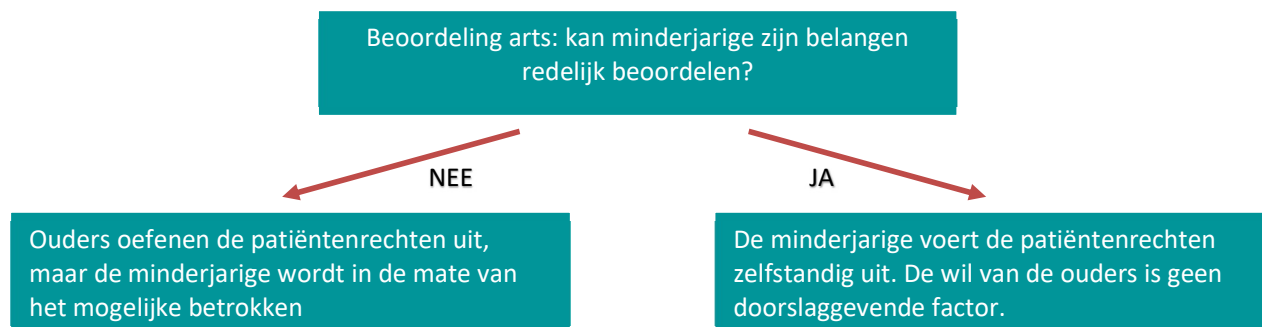 Beoordeling arts: kan minderjarige zijn belangen
redelijk beoordelen?
NEE
JA
Ouders oefenen de patiëntenrechten uit,
maar de minderjarige wordt in de mate van
het mogelijke betrokken
De minderjarige voert de patiëntenrechten
zelfstandig uit. De wil van de ouders is geen
doorslaggevende factor.